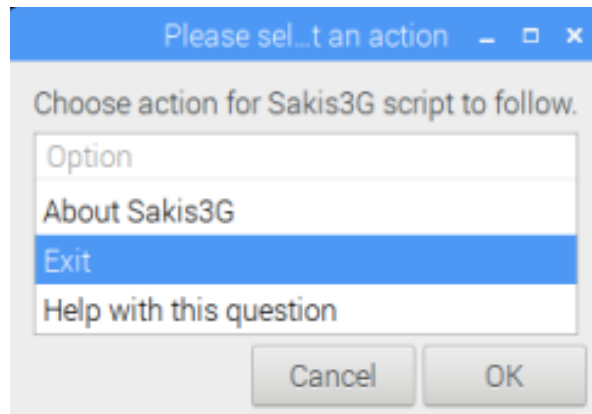 Please sel...t an action
Choose action for Sakis3G script to follow.
Option
About Sakis3G
Exit
Help with this question
Cancel OK